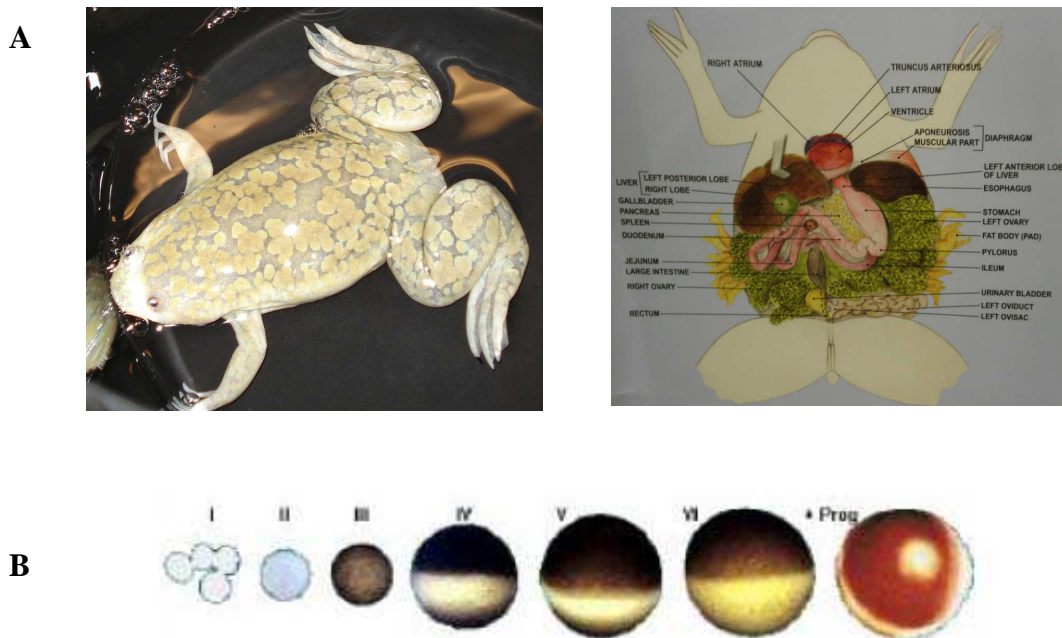 A
RIGHT ATRIUM
TRUNCUS ARTERIOSUS
LEFT ATRIUM
VENTRICLE
APONEUROSIS
MUSCULAR PART
DIAPHRAGM
LEFT ANTERIOR LOBE
OF LIVER
LIVER
LEFT POSTERIOR LOBE
RIGHT LOBE
ESOPHAGUS
GALLBLADDER
PANCREAS
SPLEEN
DUODENUM
STOMACH
LEFT OVARY
FAT BODY (PAD)
PYLORUS
JEJUNUM
ILEUM
LARGE INTESTINE
RIGHT OVARY
URINARY BLADDER
LEFT OVIDUCT
RECTUM
LEFT OVISAC
B
I II III IV V VI + Prog